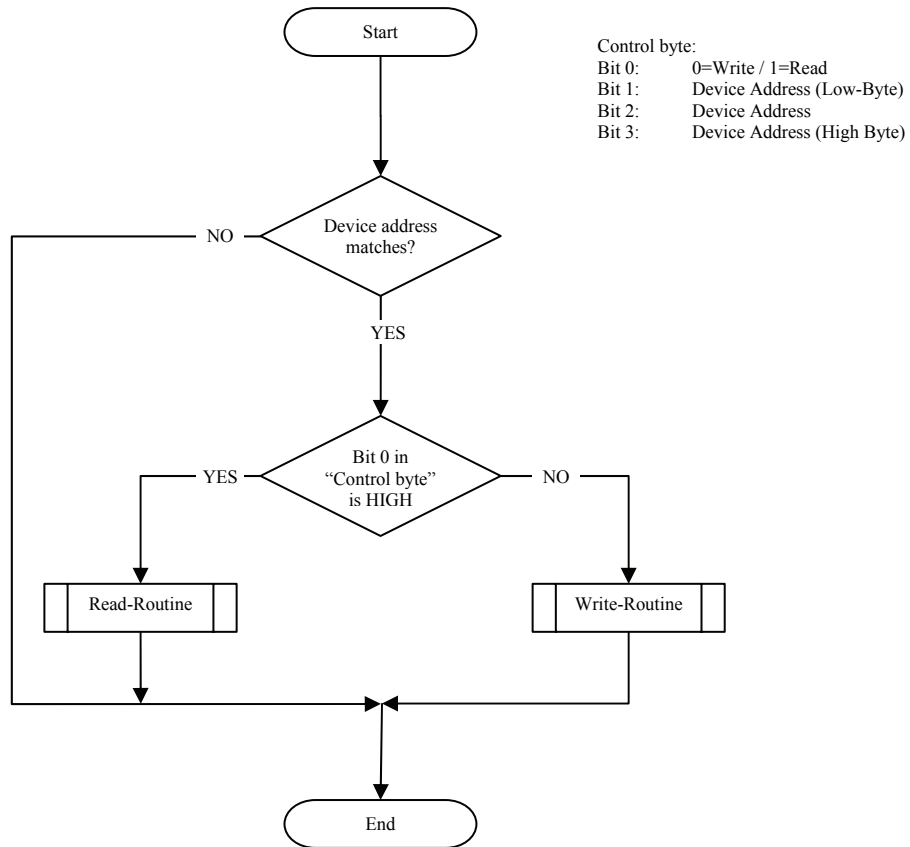 Start
Control byte:
Bit 0: 0=Write / 1=Read
Bit 1: Device Address (Low-Byte)
Bit 2: Device Address
Bit 3: Device Address (High Byte)
Device address
matches?
NO
YES
Bit 0 in
“Control byte”
is HIGH
YES
NO
Read-Routine
Write-Routine
End